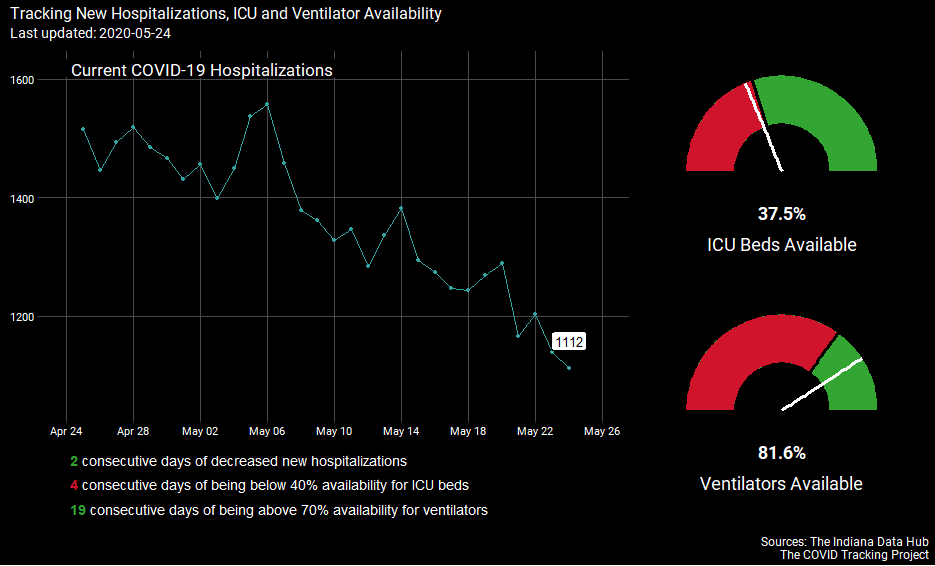 Tracking New Hospitalizations, ICU and Ventilator Availability
Last updated: 2020-05-24
Current COVID-19 Hospitalizations
1600
1400
1200
1112
Apr 24 Apr 28 May 02 May 06 May 10 May 14 May 18 May 22 May 26
2 consecutive days of decreased new hospitalizations
4 consecutive days of being below 40% availability for ICU beds
19 consecutive days of being above 70% availability for ventilators
37.5%
ICU Beds Available
81.6%
Ventilators Available
Sources: The Indiana Data Hub
The COVID Tracking Project